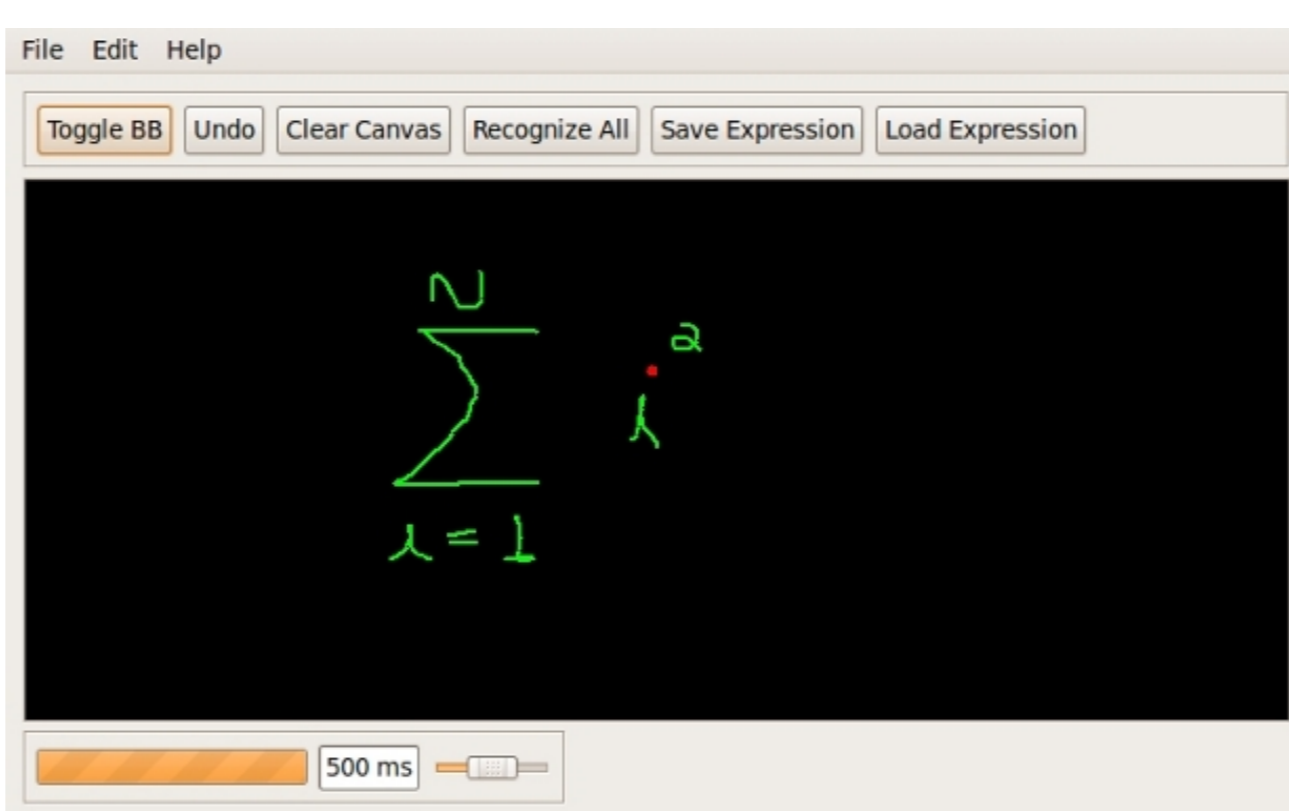 File Edit Help
Toggle BB Undo Clear Canvas Recognize All Save Expression Load Expression
N
∑ i²
i = 1
500 ms